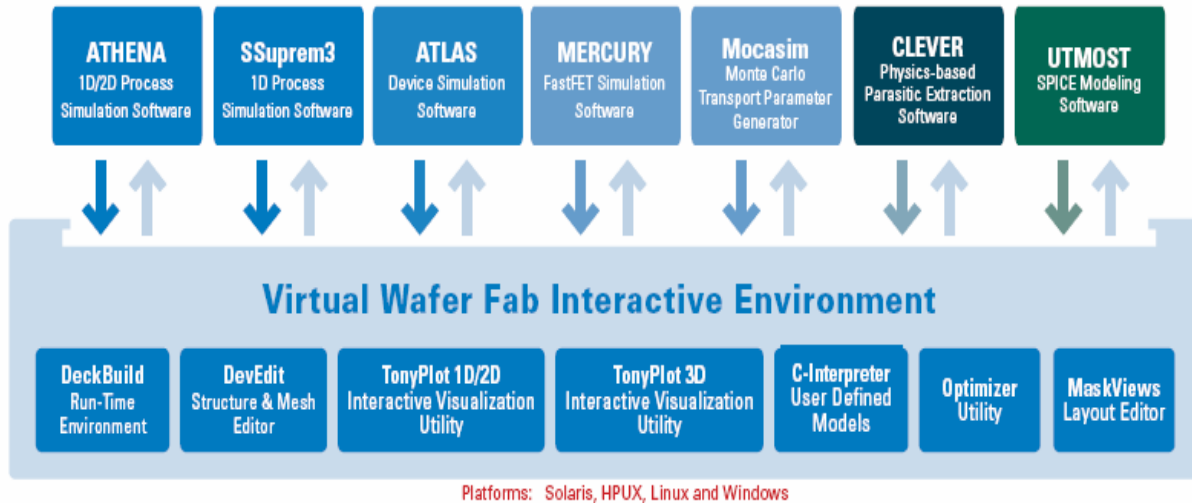 ATHENA
1D/2D Process
Simulation Software
SSuprem3
1D Process
Simulation Software
ATLAS
Device Simulation
Software
MERCURY
FastFET Simulation
Software
Mocasim
Monte Carlo
Transport Parameter
Generator
CLEVER
Physics-based
Parasitic Extraction
Software
UTMOST
SPICE Modeling
Software
Virtual Wafer Fab Interactive Environment
DeckBuild
Run-Time
Environment
DevEdit
Structure & Mesh
Editor
TonyPlot 1D/2D
Interactive Visualization
Utility
TonyPlot 3D
Interactive Visualization
Utility
C-Interpreter
User Defined
Models
Optimizer
Utility
MaskViews
Layout Editor
Platforms: Solaris, HPUX, Linux and Windows